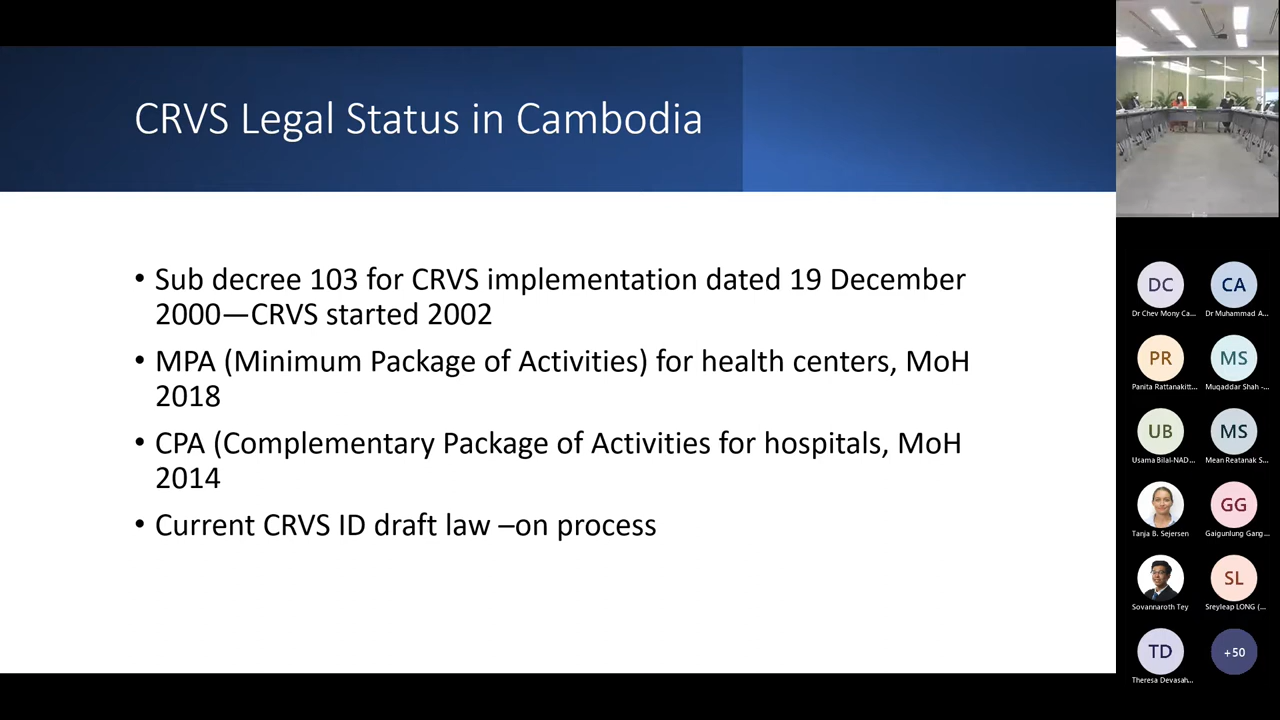 CRVS Legal Status in Cambodia
• Sub decree 103 for CRVS implementation dated 19 December
2000—CRVS started 2002
• MPA (Minimum Package of Activities) for health centers, MoH
2018
• CPA (Complementary Package of Activities for hospitals, MoH
2014
• Current CRVS ID draft law –on process
DC
CA
Dr Chev Mony Ca...
Dr Muhammad A...
PR
MS
Panita Rattanakitt...
Muqaddar Shah -...
UB
MS
Usama Bilal-NAD...
Mean Reatanak S...
GG
Tanja B. Sejersen
Gaigunlung Gang...
SL
Sovannaroth Tey
Sreyleap LONG (...
TD
+50
Theresa Devasah...